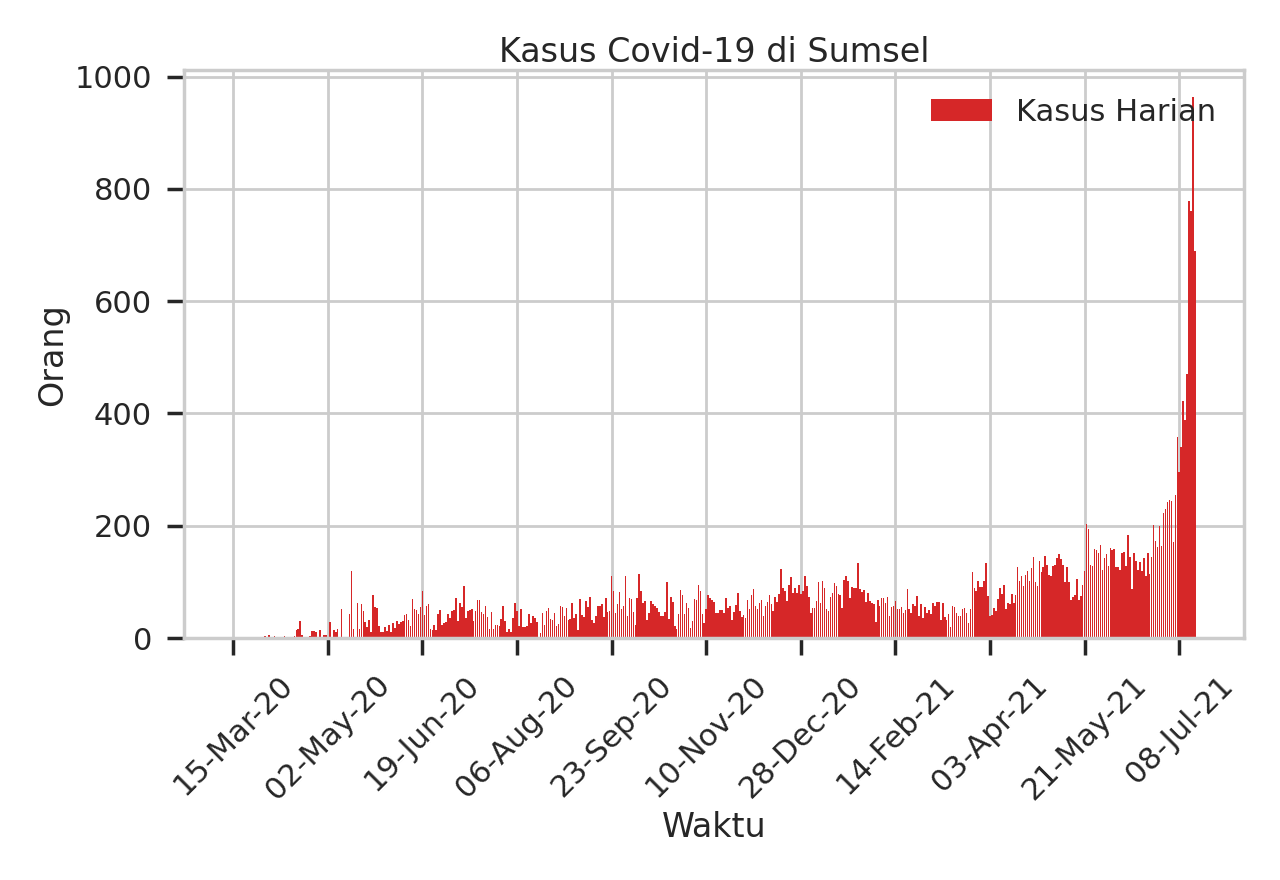 Kasus Covid-19 di Sumsel
Kasus Harian
Orang
1000
800
600
400
200
0
15-Mar-20
02-May-20
19-Jun-20
06-Aug-20
23-Sep-20
10-Nov-20
28-Dec-20
14-Feb-21
03-Apr-21
21-May-21
08-Jul-21
Waktu